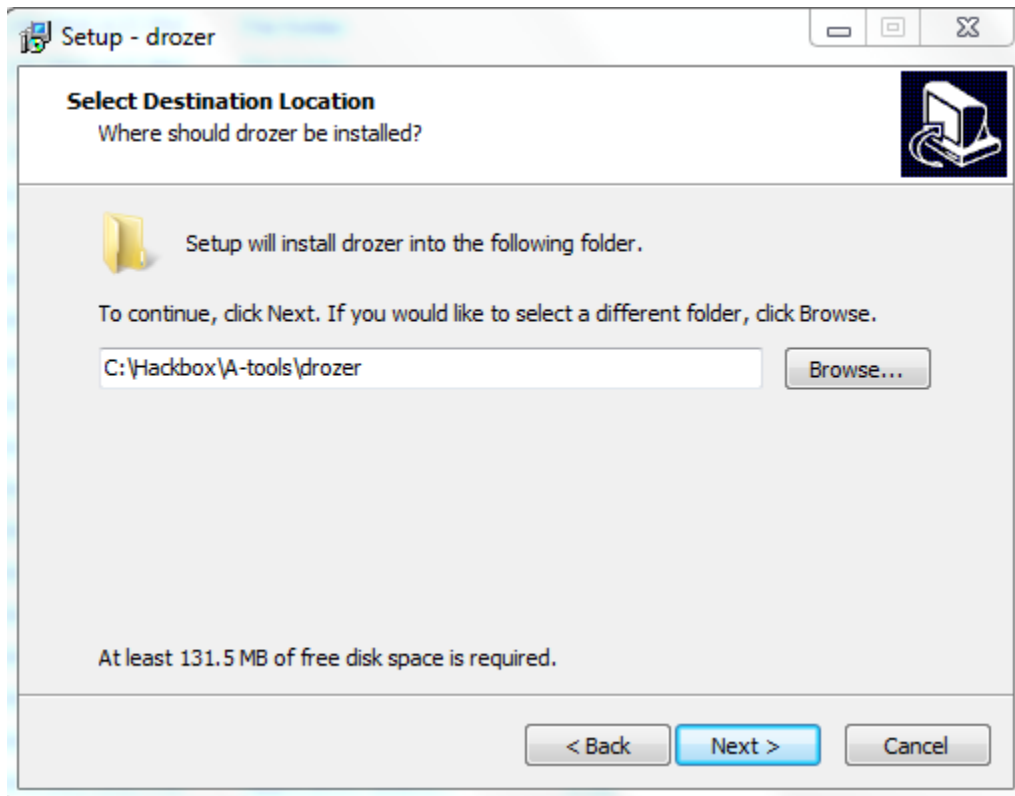 Setup - drozer
Select Destination Location
Where should drozer be installed?
Setup will install drozer into the following folder.
To continue, click Next. If you would like to select a different folder, click Browse.
C:\Hackbox\A-tools\drozer
Browse...
At least 131.5 MB of free disk space is required.
< Back
Next >
Cancel